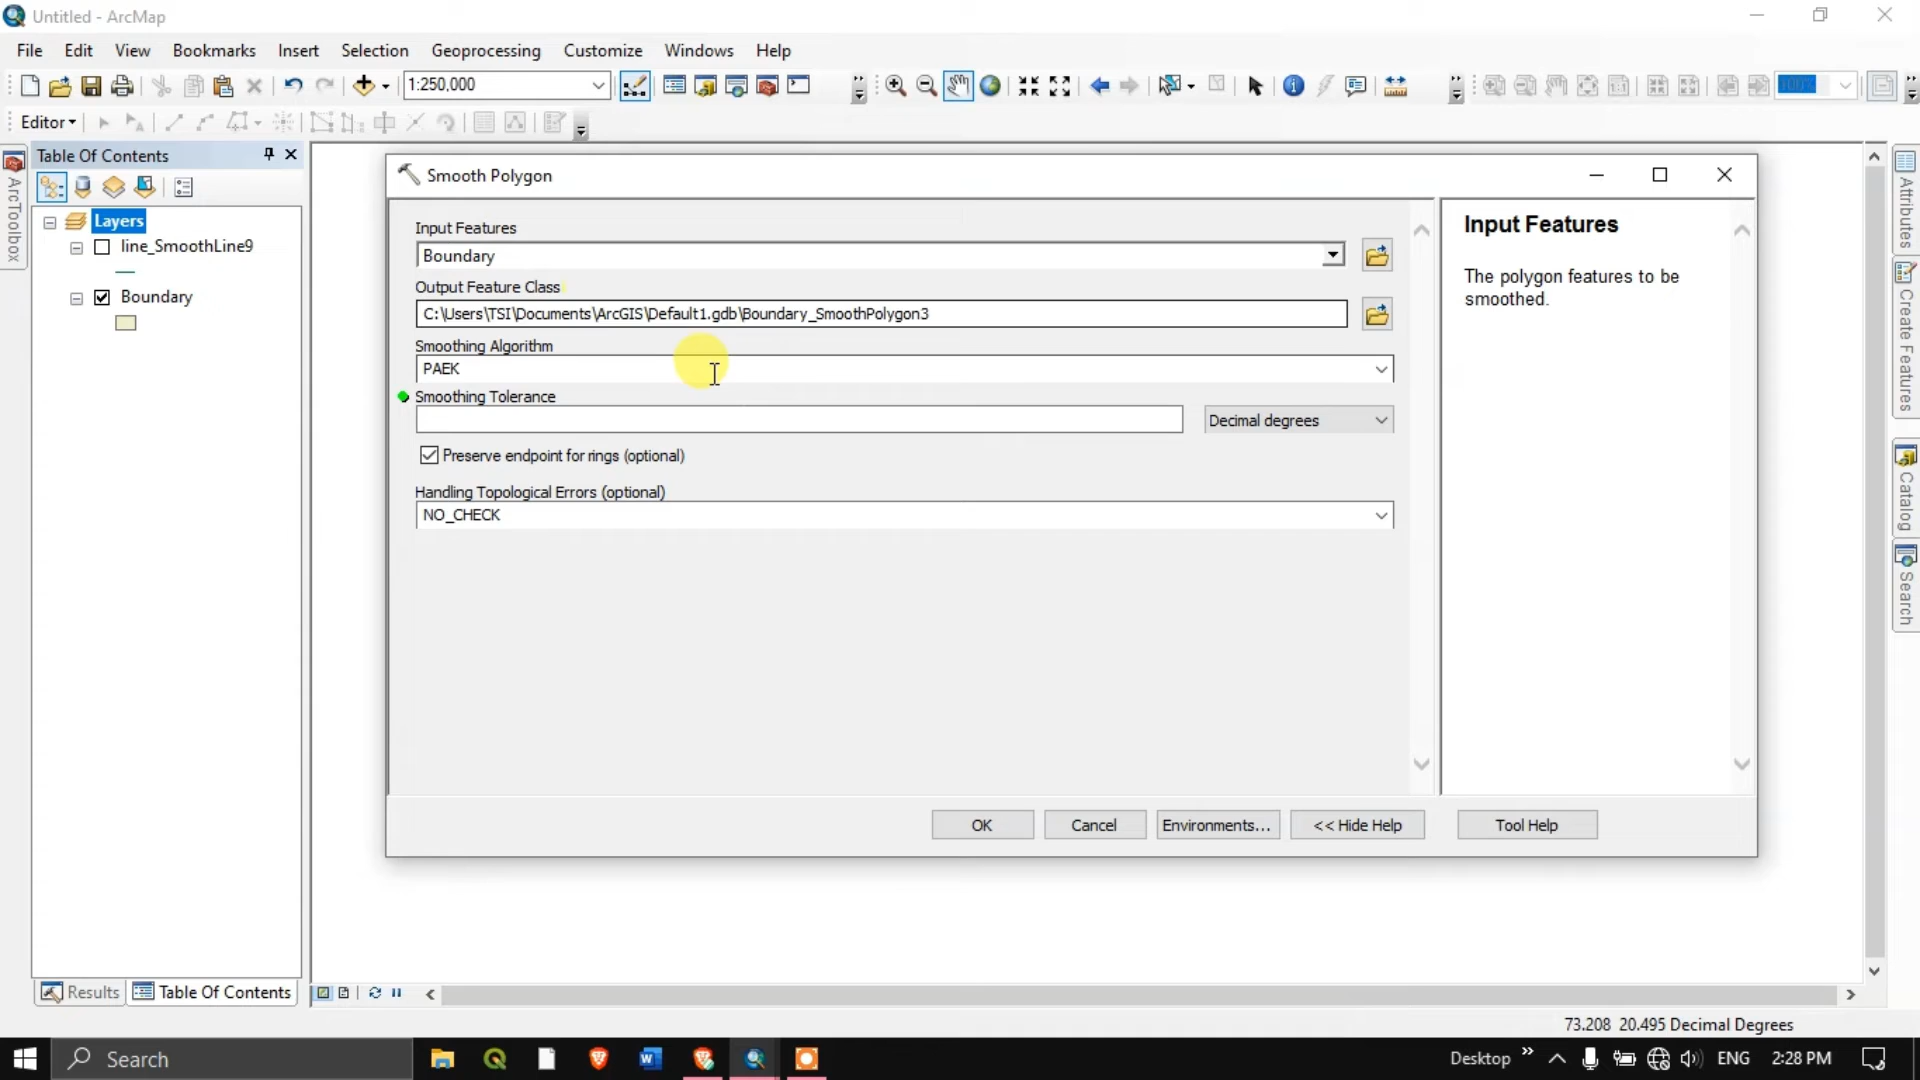 Untitled - ArcMap
File Edit View Bookmarks Insert Selection Geoprocessing Customize Windows Help
1:250,000
100%
Editor
Table Of Contents
Layers
line_SmoothLine9
Boundary
ArcToolbox
Smooth Polygon
Input Features
Boundary
Output Feature Class
C:\Users\TSI\Documents\ArcGIS\Default1.gdb\Boundary_SmoothPolygon3
Smoothing Algorithm
PAEK
Smoothing Tolerance
Decimal degrees
Preserve endpoint for rings (optional)
Handling Topological Errors (optional)
NO_CHECK
Input Features
The polygon features to be
smoothed.
OK Cancel Environments... << Hide Help Tool Help
Attributes
Create Features
Catalog
Search
Results Table Of Contents
73.208 20.495 Decimal Degrees
Search
Desktop
ENG
2:28 PM